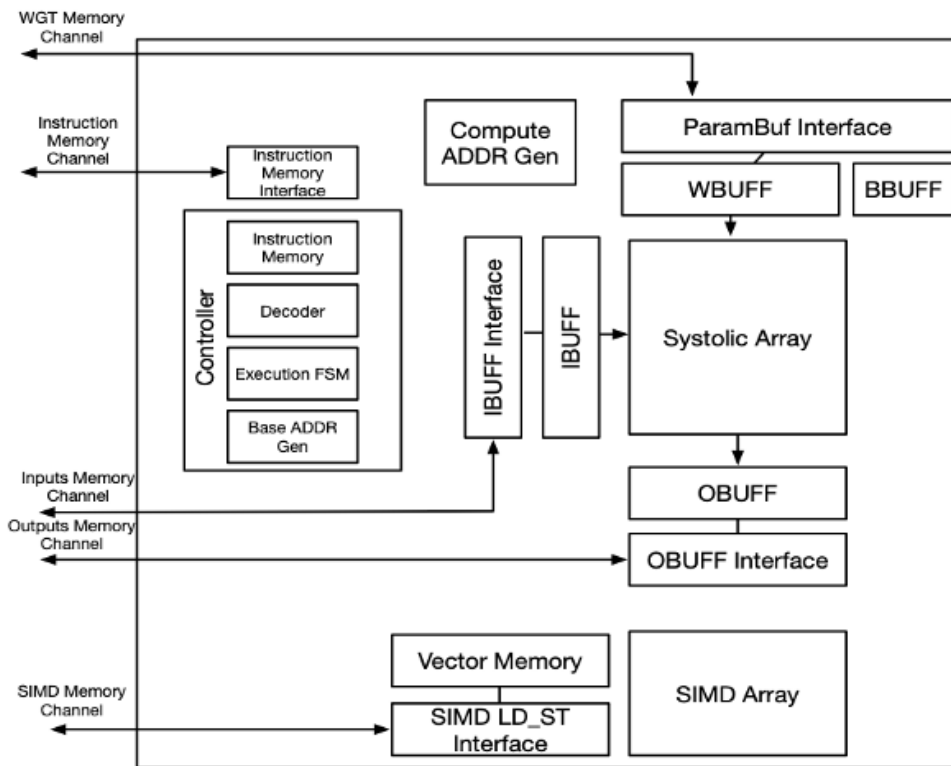 WGT Memory
Channel
Instruction
Memory
Channel
Instruction
Memory
Interface
Compute
ADDR Gen
ParamBuf Interface
WBUFF
BBUFF
Controller
Instruction
Memory
Decoder
Execution FSM
Base ADDR
Gen
IBUFF Interface
IBUFF
Systolic Array
Inputs Memory
Channel
Outputs Memory
Channel
OBUFF
OBUFF Interface
SIMD Memory
Channel
Vector Memory
SIMD LD_ST
Interface
SIMD Array